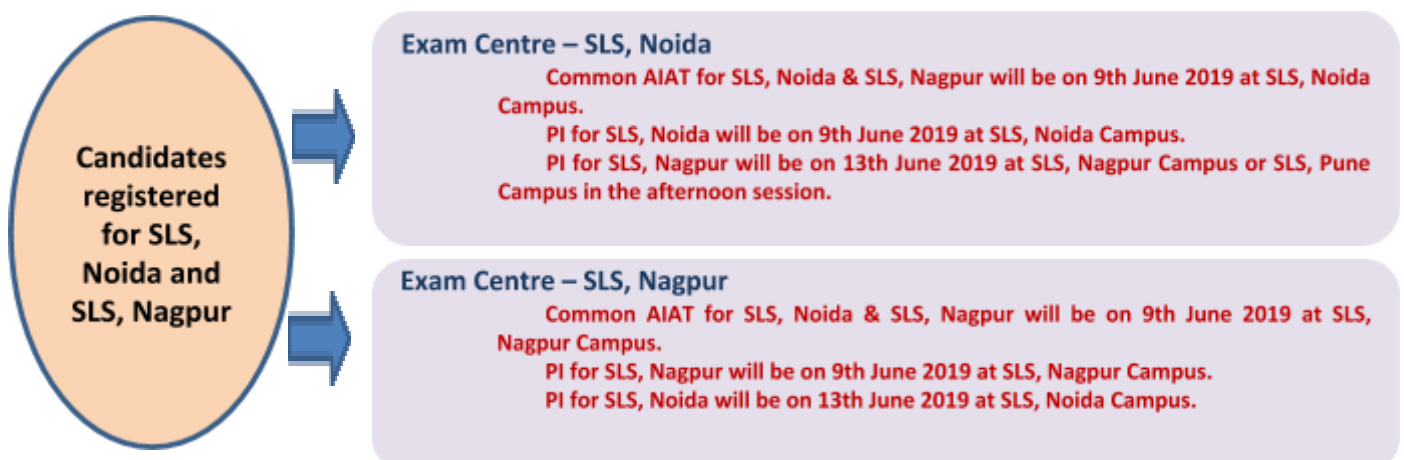 Candidates
registered
for SLS,
Noida and
SLS, Nagpur
Exam Centre – SLS, Noida
Common AIAT for SLS, Noida & SLS, Nagpur will be on 9th June 2019 at SLS, Noida
Campus.
PI for SLS, Noida will be on 9th June 2019 at SLS, Noida Campus.
PI for SLS, Nagpur will be on 13th June 2019 at SLS, Nagpur Campus or SLS, Pune
Campus in the afternoon session.
Exam Centre – SLS, Nagpur
Common AIAT for SLS, Noida & SLS, Nagpur will be on 9th June 2019 at SLS,
Nagpur Campus.
PI for SLS, Nagpur will be on 9th June 2019 at SLS, Nagpur Campus.
PI for SLS, Noida will be on 13th June 2019 at SLS, Noida Campus.